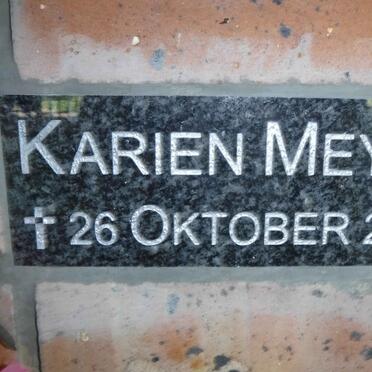 KARIEN MEY
✝ 26 OKTOBER 2